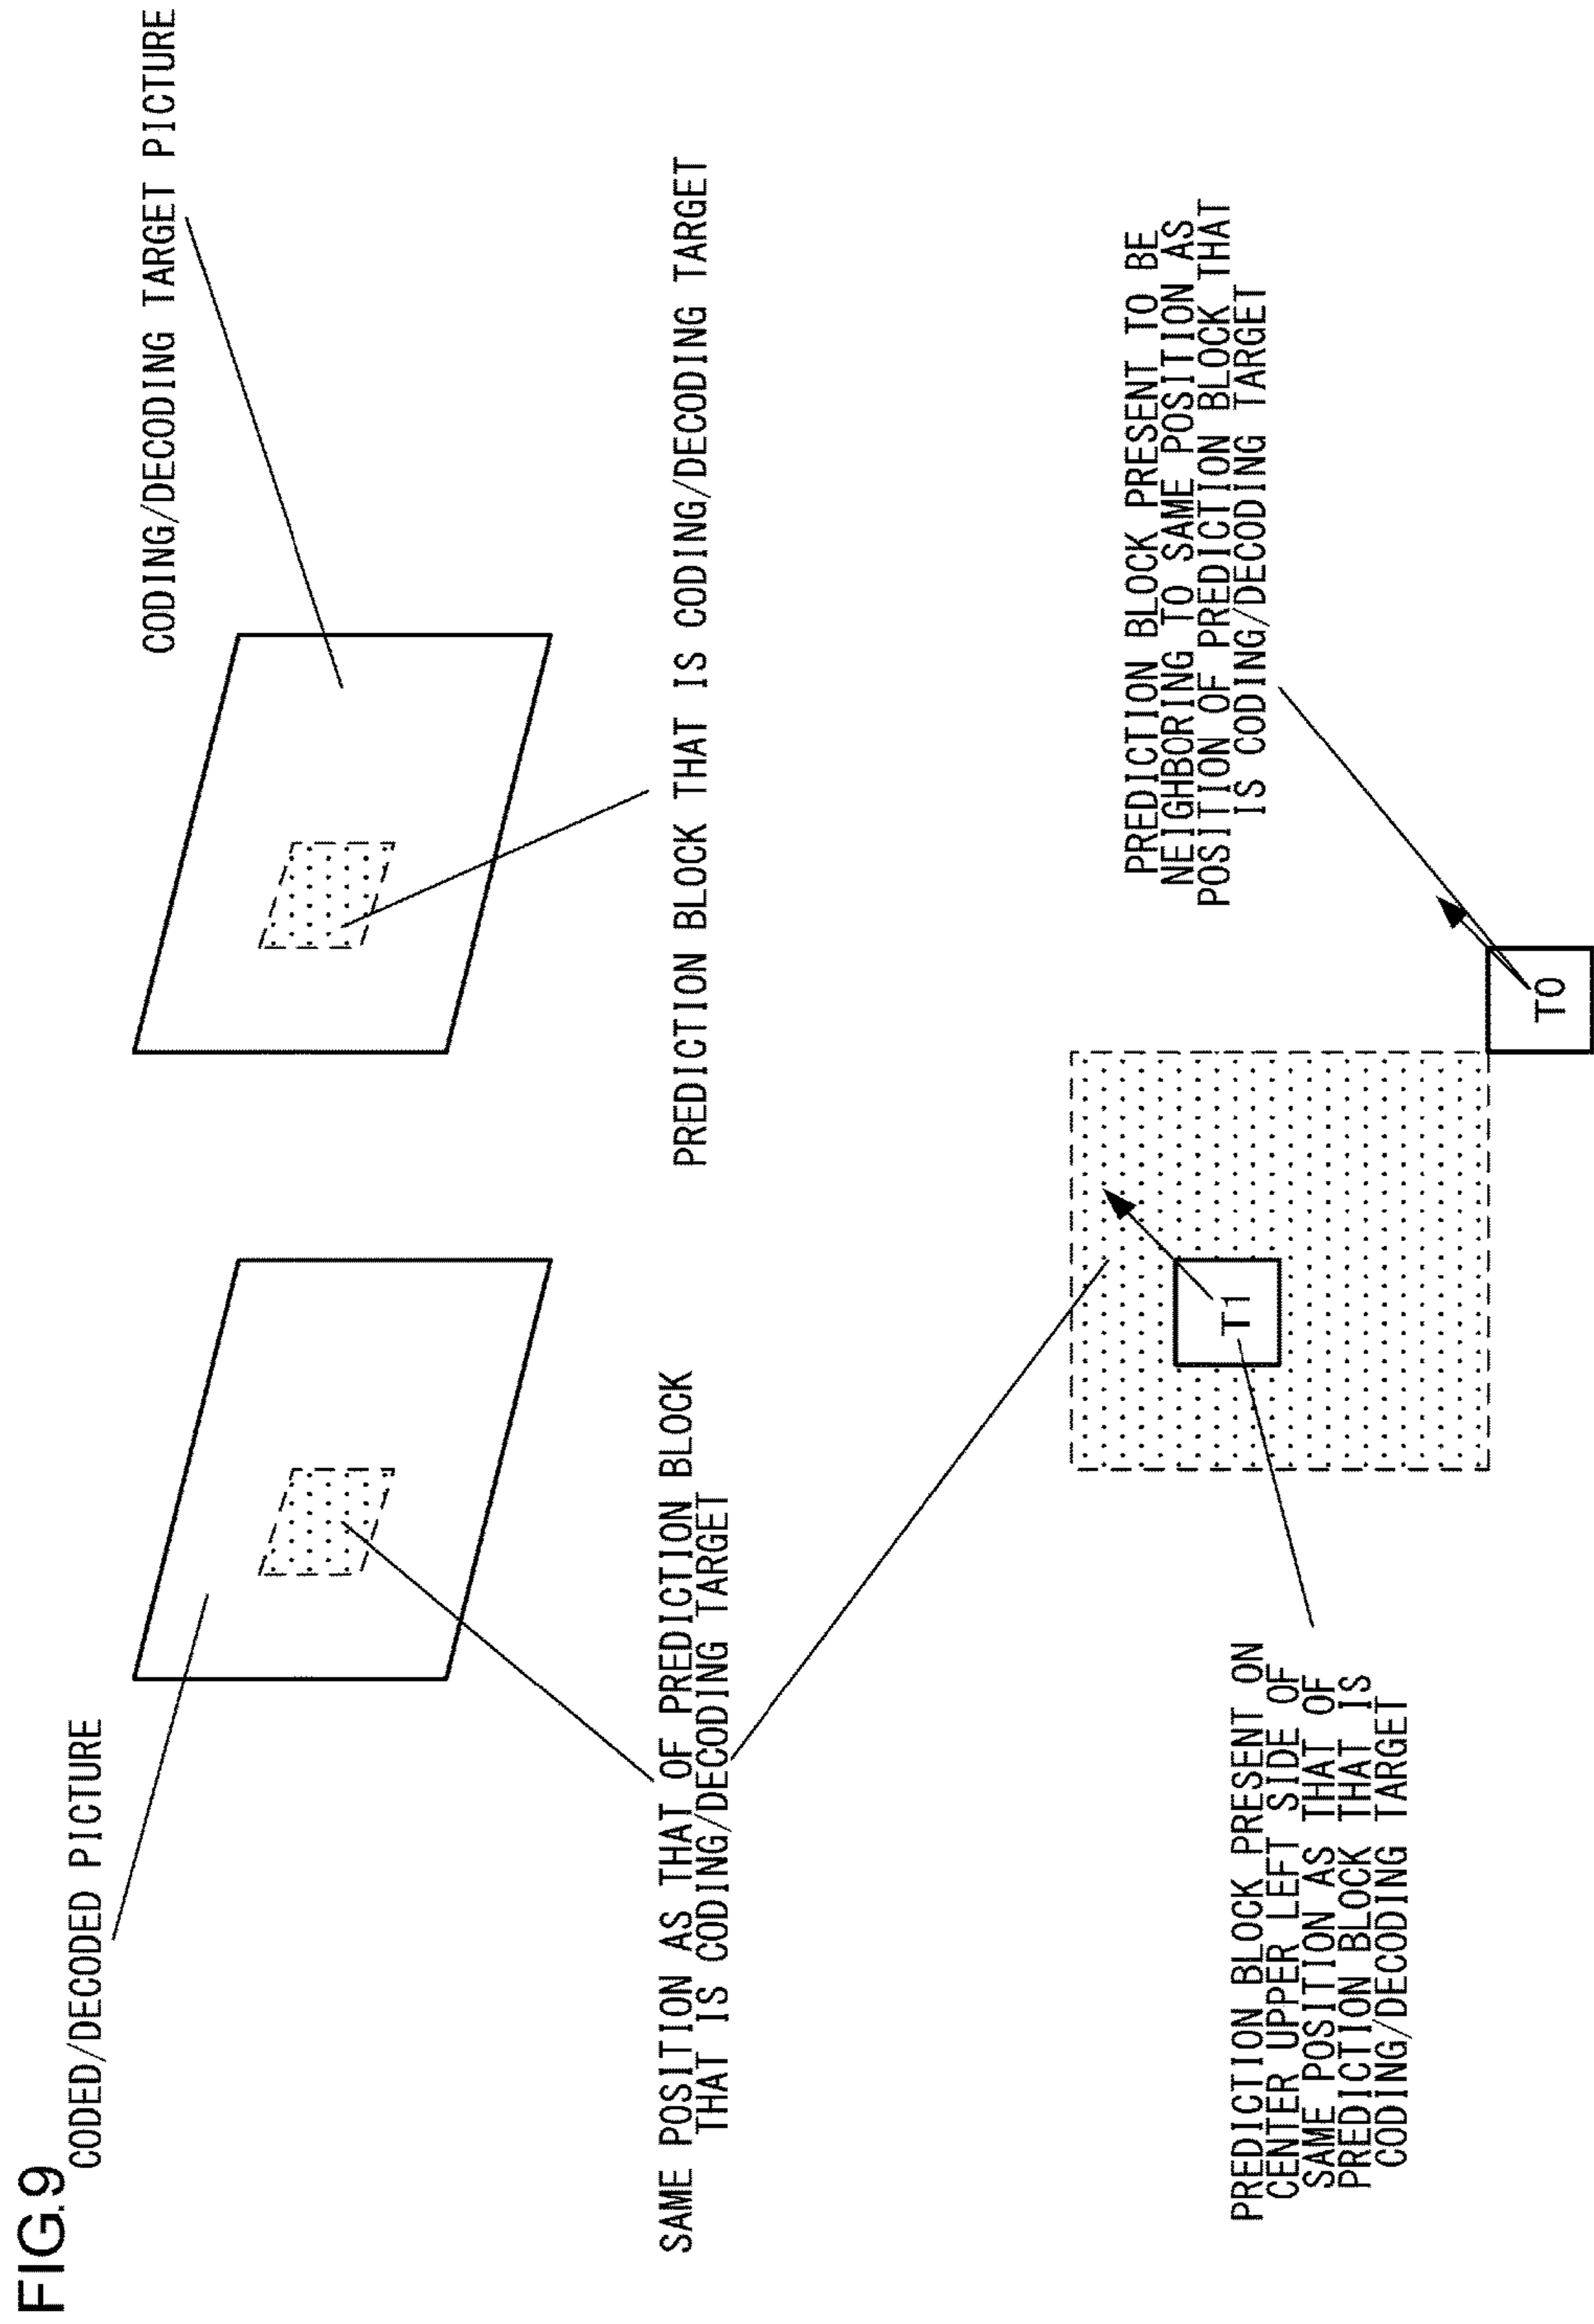 FIG.9
CODED/DECODED PICTURE
CODING/DECODING TARGET PICTURE
SAME POSITION AS THAT OF PREDICTION BLOCK
THAT IS CODING/DECODING TARGET
PREDICTION BLOCK THAT IS CODING/DECODING TARGET
PREDICTION BLOCK PRESENT ON
CENTER UPPER LEFT SIDE OF
SAME POSITION AS THAT OF
PREDICTION BLOCK THAT IS
CODING/DECODING TARGET
T1
T0
PREDICTION BLOCK PRESENT TO BE
NEIGHBORING TO SAME POSITION AS
POSITION OF PREDICTION BLOCK THAT
IS CODING/DECODING TARGET